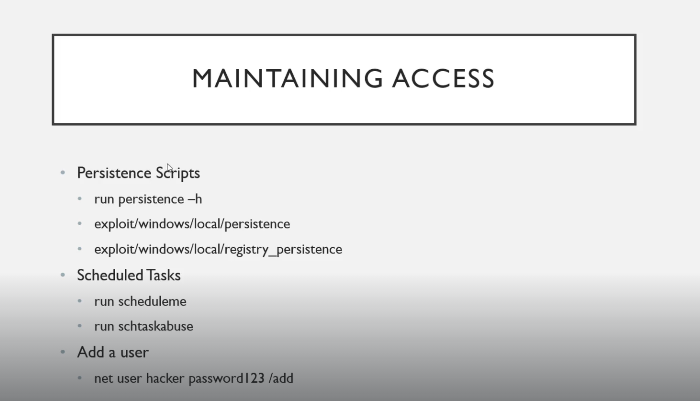 MAINTAINING ACCESS
• Persistence Scripts
• run persistence –h
• exploit/windows/local/persistence
• exploit/windows/local/registry_persistence
• Scheduled Tasks
• run scheduleme
• run schtaskabuse
• Add a user
• net user hacker password123 /add